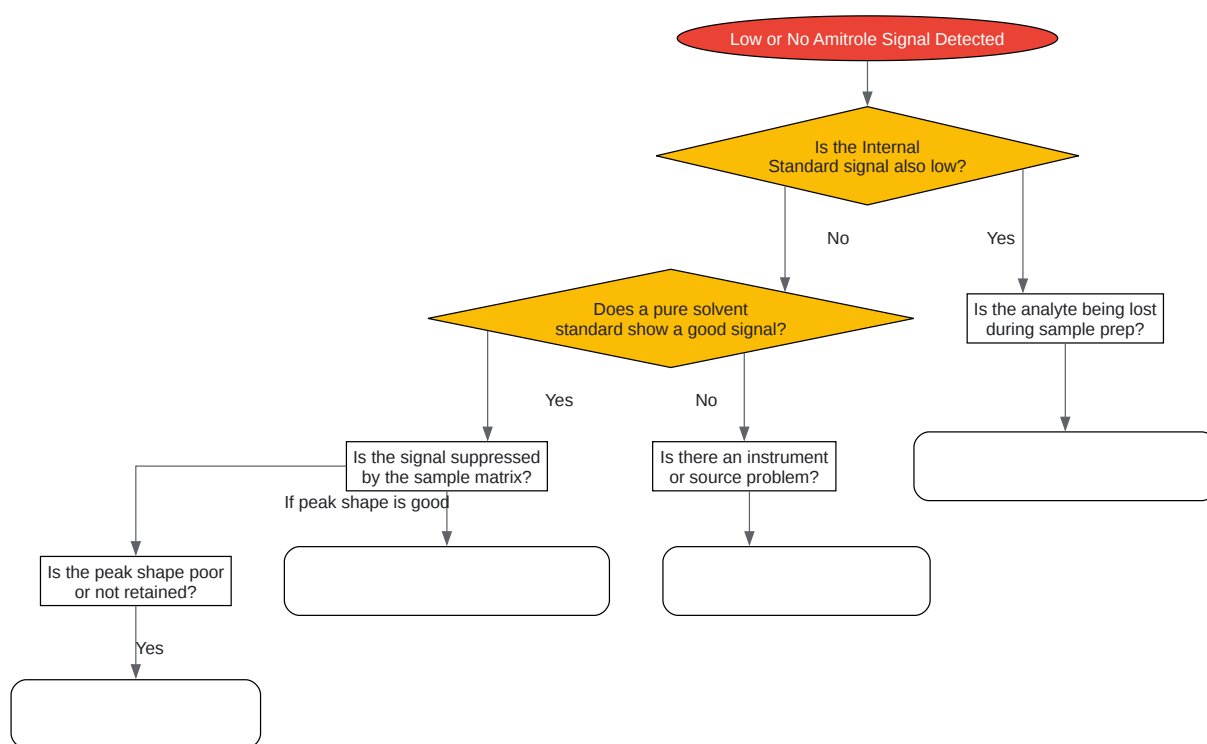 Low or No Amitrole Signal Detected
Is the Internal
Standard signal also low?
No
Yes
Does a pure solvent
standard show a good signal?
Is the analyte being lost
during sample prep?
Yes
No
Is the signal suppressed
by the sample matrix?
Is there an instrument
or source problem?
If peak shape is good
Is the peak shape poor
or not retained?
Yes